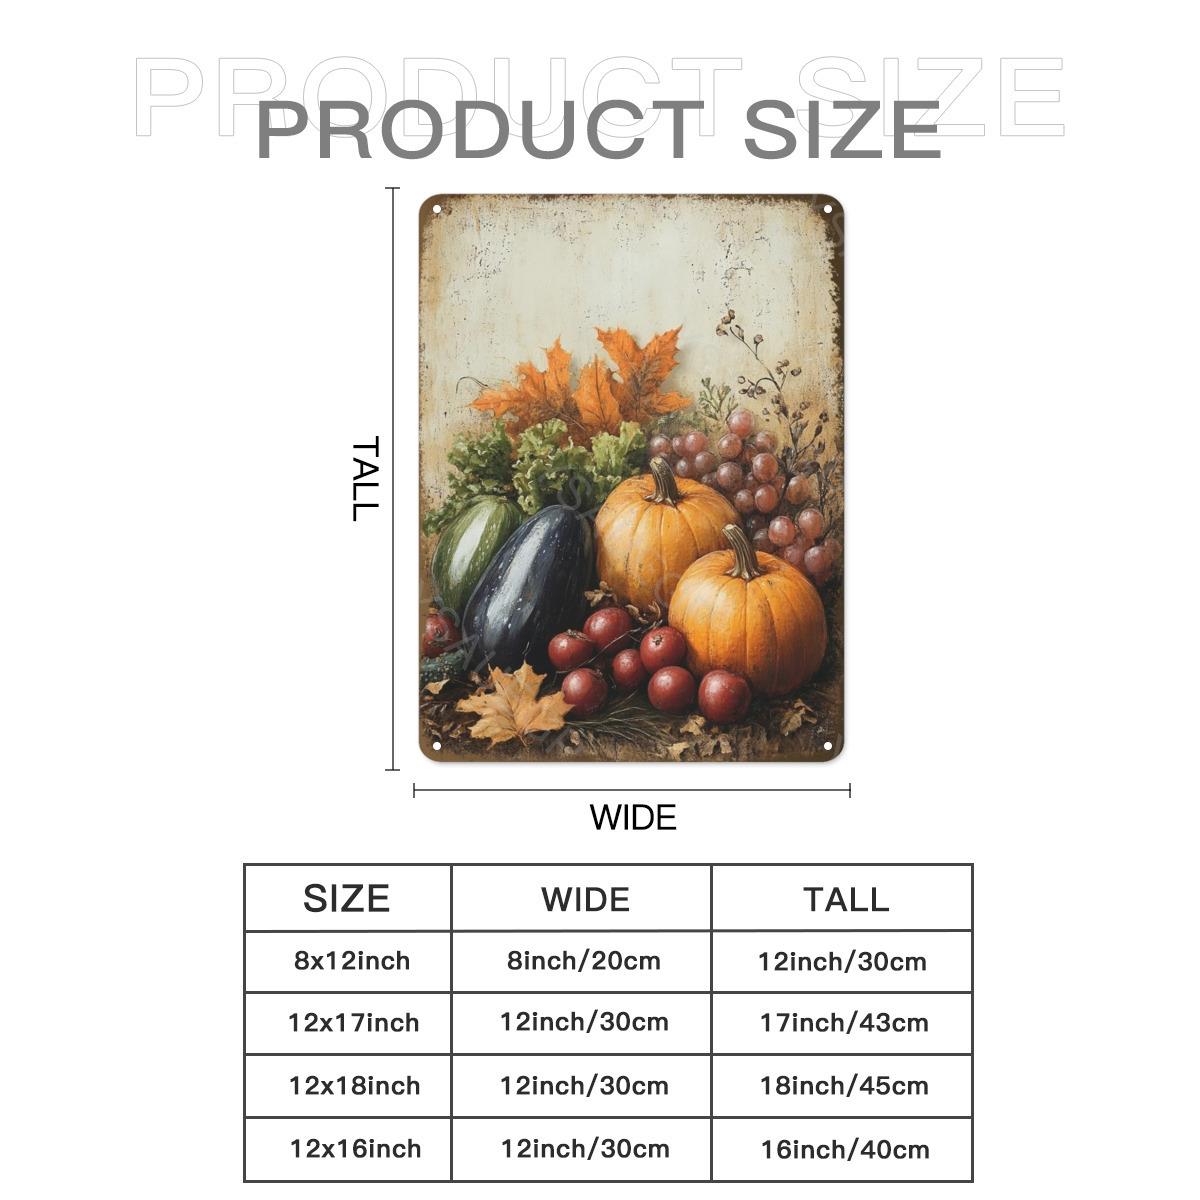 PRODUCT SIZE
PRODUCT SIZE
TALL
WIDE
SIZE WIDE TALL
8x12inch 8inch/20cm 12inch/30cm
12x17inch 12inch/30cm 17inch/43cm
12x18inch 12inch/30cm 18inch/45cm
12x16inch 12inch/30cm 16inch/40cm